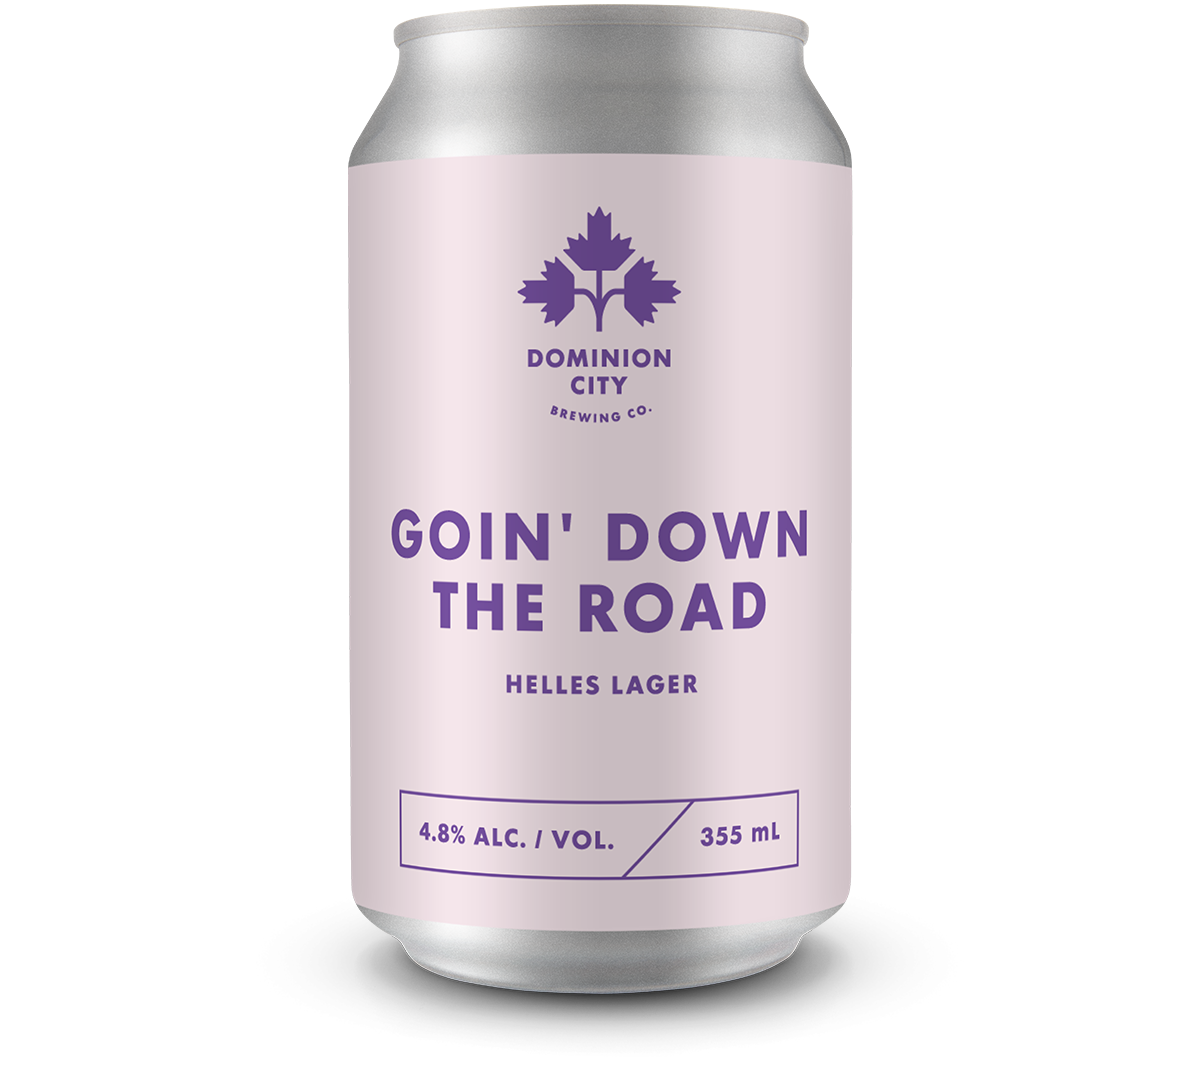 DOMINION
CITY
BREWING CO.
GOIN' DOWN
THE ROAD
HELLES LAGER
4.8% ALC. / VOL. 355 mL